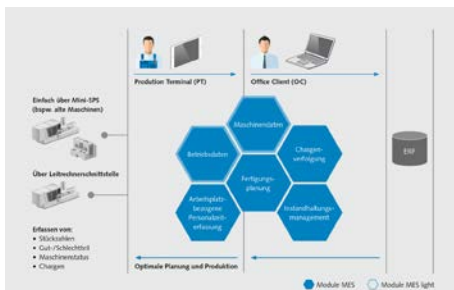 Prodution Terminal (PT)
Office Client (OC)
Einfach über Mini-SPS
(bspw. alte Maschinen)
Über Leitrechnerschnittstelle
Erfassen von:
• Stückzahlen
• Gut-/Schlechtteil
• Maschinenstatus
• Chargen
Maschinendaten
Betriebsdaten
Chargen-
verfolgung
Fertigungs-
planung
Arbeitsplatz-
bezogene
Personalzeit-
erfassung
Instandhaltungs-
management
ERP
Optimale Planung und Produktion
Module MES
Module MES light